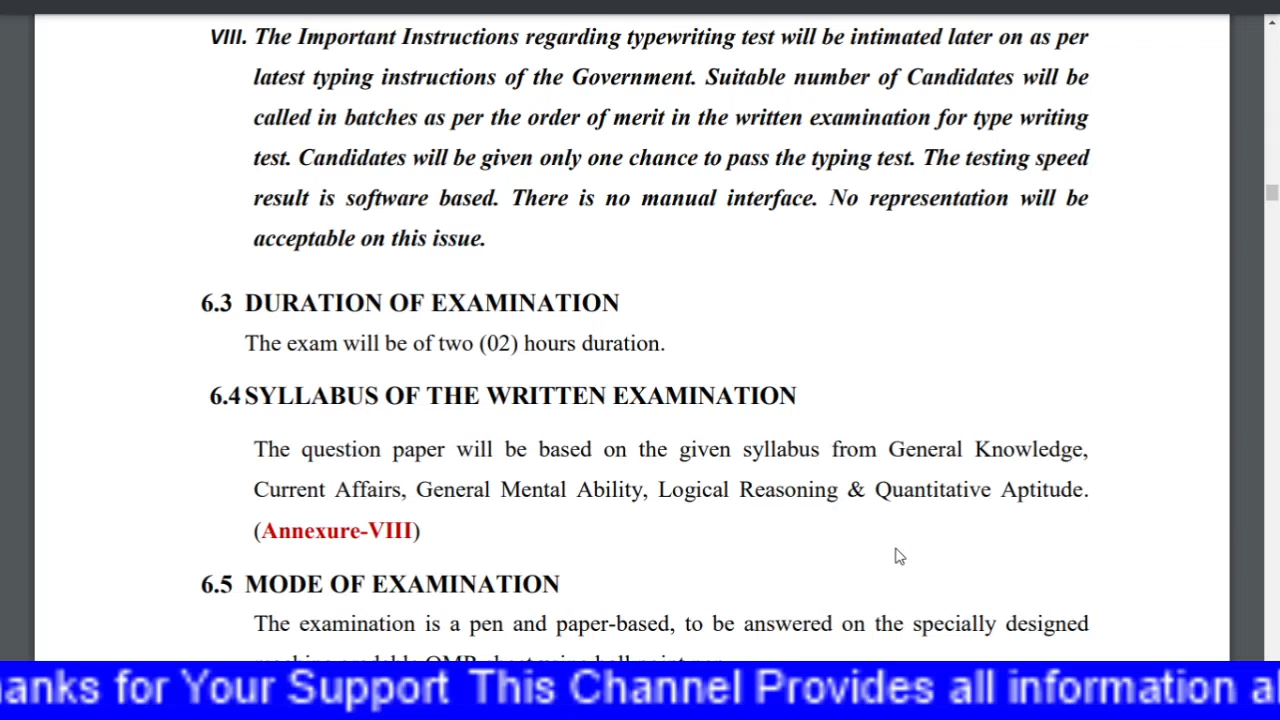 VIII. The Important Instructions regarding typewriting test will be intimated later on as per
latest typing instructions of the Government. Suitable number of Candidates will be
called in batches as per the order of merit in the written examination for type writing
test. Candidates will be given only one chance to pass the typing test. The testing speed
result is software based. There is no manual interface. No representation will be
acceptable on this issue.
6.3 DURATION OF EXAMINATION
The exam will be of two (02) hours duration.
6.4 SYLLABUS OF THE WRITTEN EXAMINATION
The question paper will be based on the given syllabus from General Knowledge,
Current Affairs, General Mental Ability, Logical Reasoning & Quantitative Aptitude.
(Annexure-VIII)
6.5 MODE OF EXAMINATION
The examination is a pen and paper-based, to be answered on the specially designed
for Your Support This Channel Provides all information